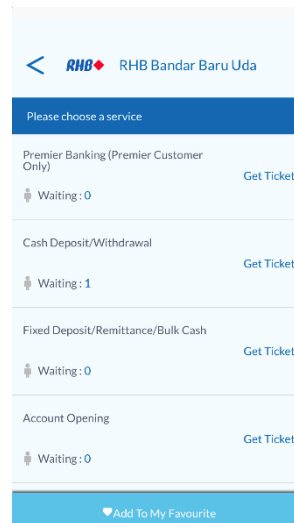 RHB RHB Bandar Baru Uda
Please choose a service
Premier Banking (Premier Customer
Only)
Get Ticket
Waiting : 0
Cash Deposit/Withdrawal
Get Ticket
Waiting : 1
Fixed Deposit/Remittance/Bulk Cash
Get Ticket
Waiting : 0
Account Opening
Get Ticket
Waiting : 0
Add To My Favourite